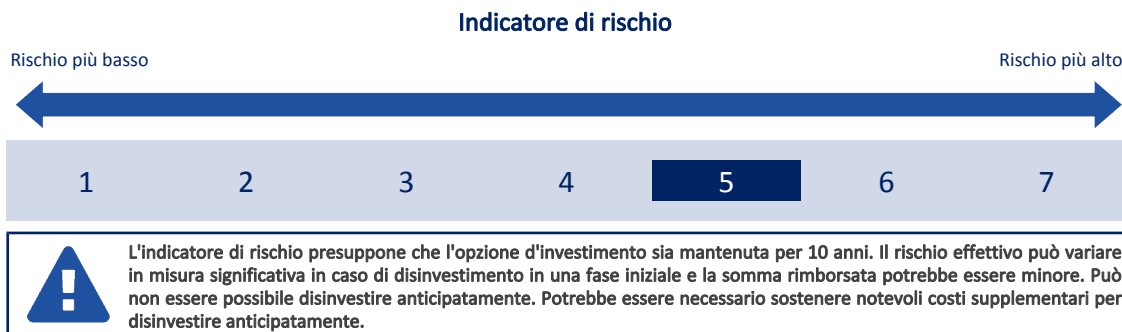 Indicatore di rischio
Rischio più basso
Rischio più alto
1 2 3 4 5 6 7
L'indicatore di rischio presuppone che l'opzione d'investimento sia mantenuta per 10 anni. Il rischio effettivo può variare
in misura significativa in caso di disinvestimento in una fase iniziale e la somma rimborsata potrebbe essere minore. Può
non essere possibile disinvestire anticipatamente. Potrebbe essere necessario sostenere notevoli costi supplementari per
disinvestire anticipatamente.